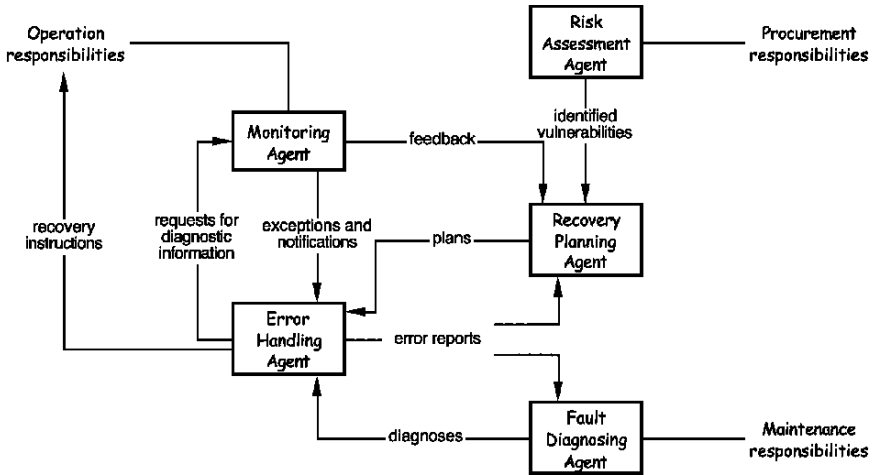 Operation
responsibilities
Risk
Assessment
Agent
Procurement
responsibilities
Monitoring
Agent
feedback
identified
vulnerabilities
recovery
instructions
requests for
diagnostic
information
exceptions and
notifications
plans
Recovery
Planning
Agent
Error
Handling
Agent
error reports
diagnoses
Fault
Diagnosing
Agent
Maintenance
responsibilities